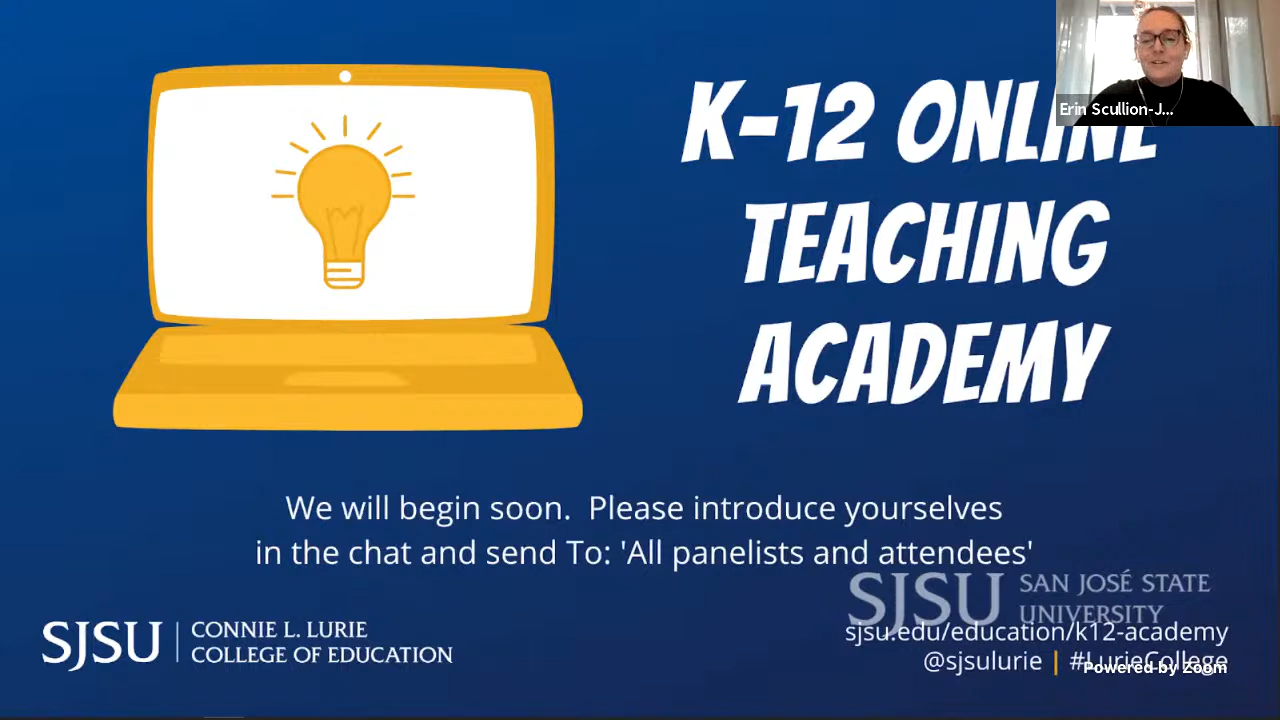 K-12 ONLINE
TEACHING
ACADEMY
Erin Scullion-J...
We will begin soon.  Please introduce yourselves
in the chat and send To: 'All panelists and attendees'
SJSU
CONNIE L. LURIE
COLLEGE OF EDUCATION
SJSU
SAN JOSÉ STATE
UNIVERSITY
sjsu.edu/education/k12-academy
@sjsulurie | #LurieCollege
Powered by Zoom